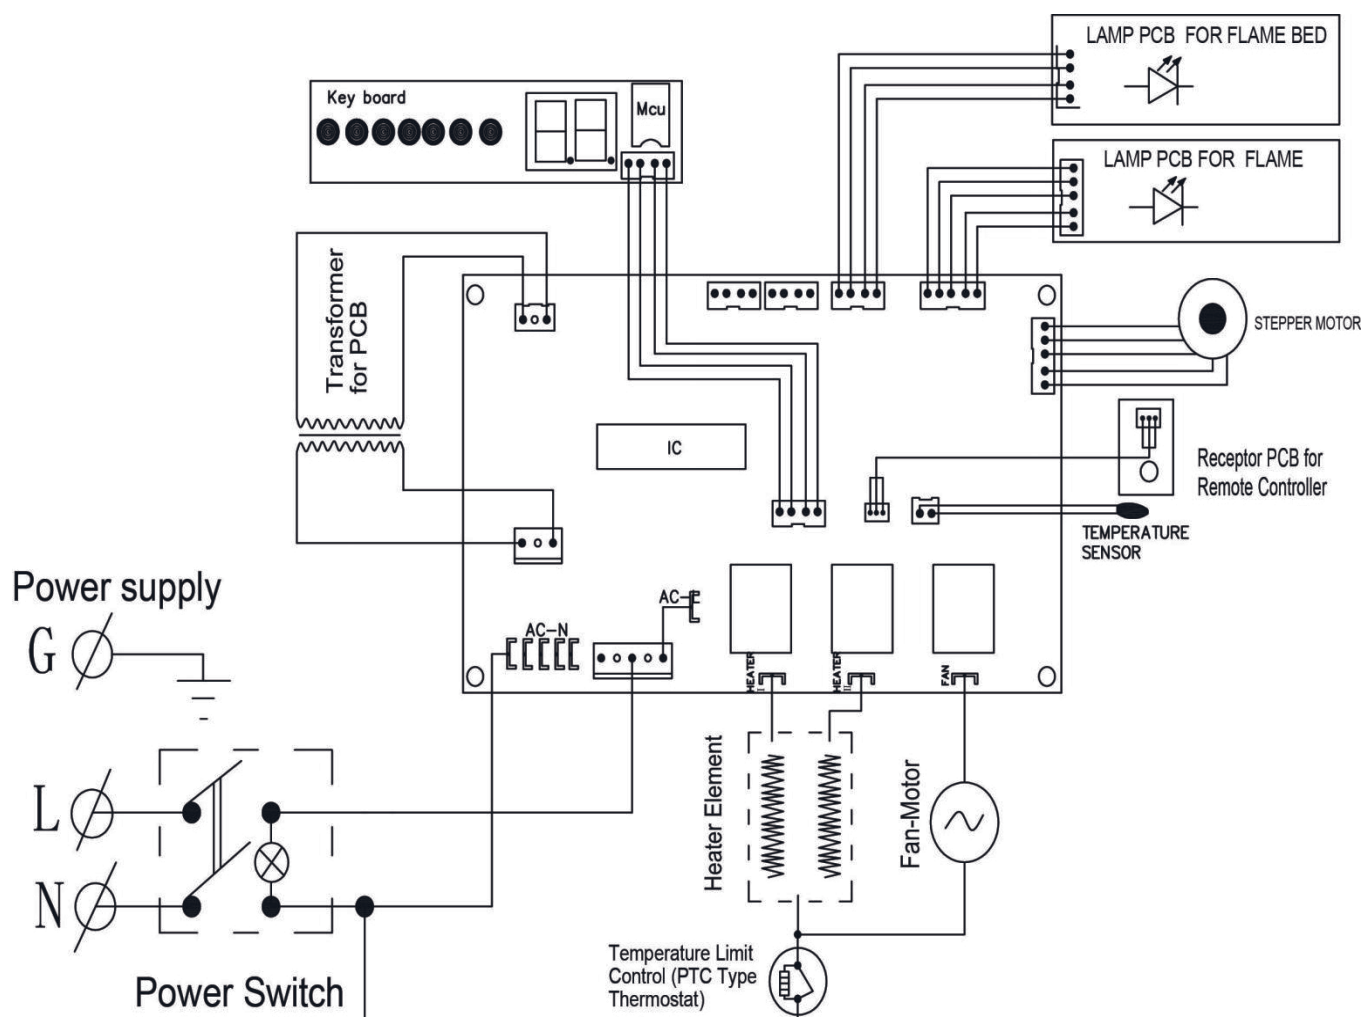 LAMP PCB FOR FLAME BED
Key board
Mcu
LAMP PCB FOR FLAME
Transformer
for PCB
STEPPER MOTOR
IC
Receptor PCB for
Remote Controller
TEMPERATURE
SENSOR
Power supply
G
AC-N
AC-L
HEATER
I
HEATER
II
FAN
L
N
Heater Element
Fan-Motor
Power Switch
Temperature Limit
Control (PTC Type
Thermostat)